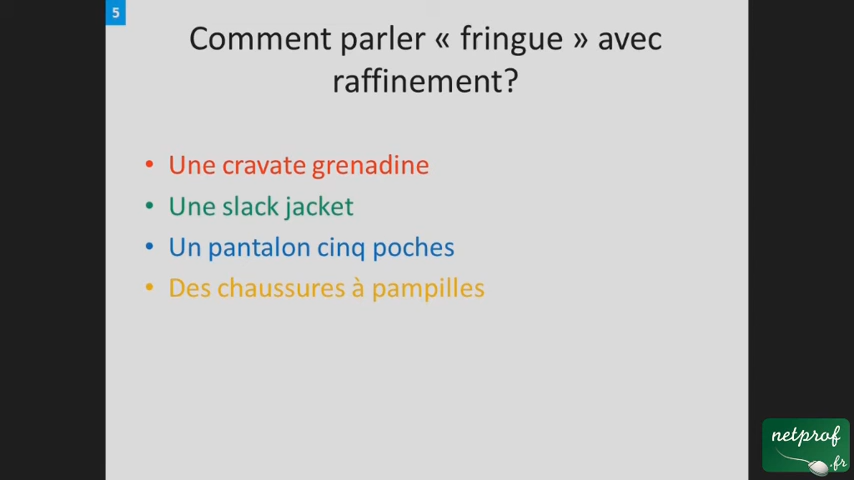 5
Comment parler « fringue » avec
raffinement?
• Une cravate grenadine
• Une slack jacket
• Un pantalon cinq poches
• Des chaussures à pampilles
netprof
.fr